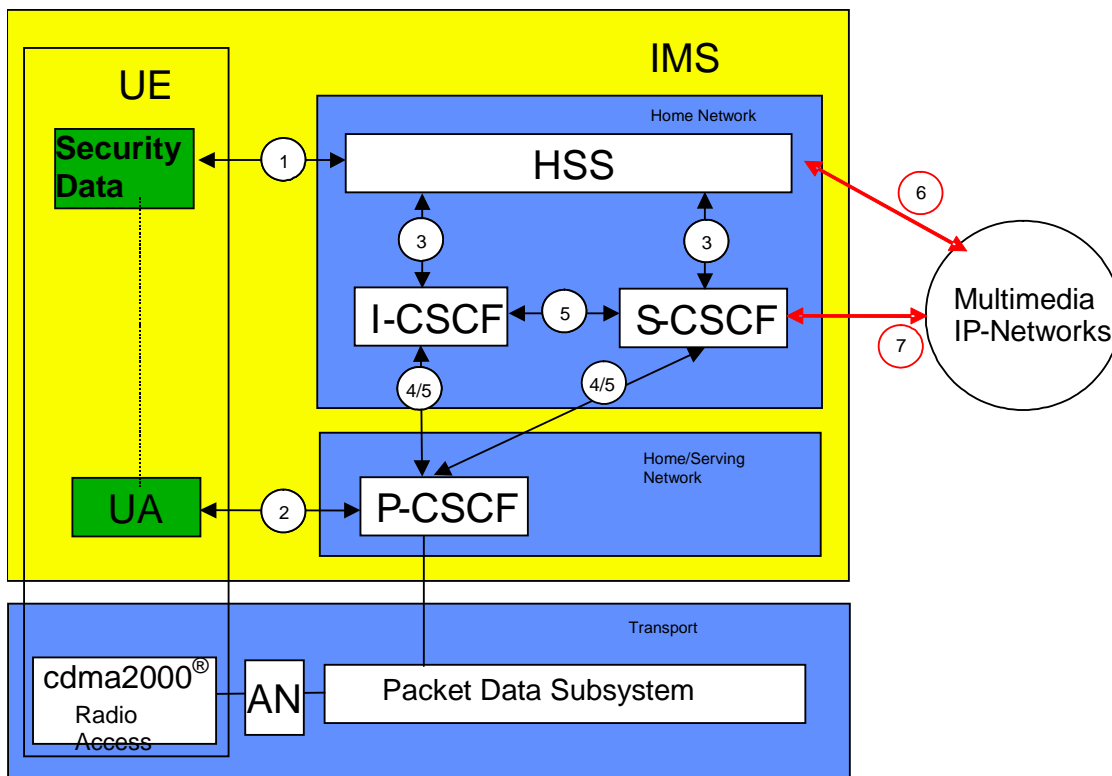 IMS
UE
Home Network
Security
Data
1
HSS
6
3
3
Multimedia
IP-Networks
I-CSCF
5
S-CSCF
7
4/5
4/5
Home/Serving
Network
UA
2
P-CSCF
Transport
cdma2000®
Radio
Access
AN
Packet Data Subsystem